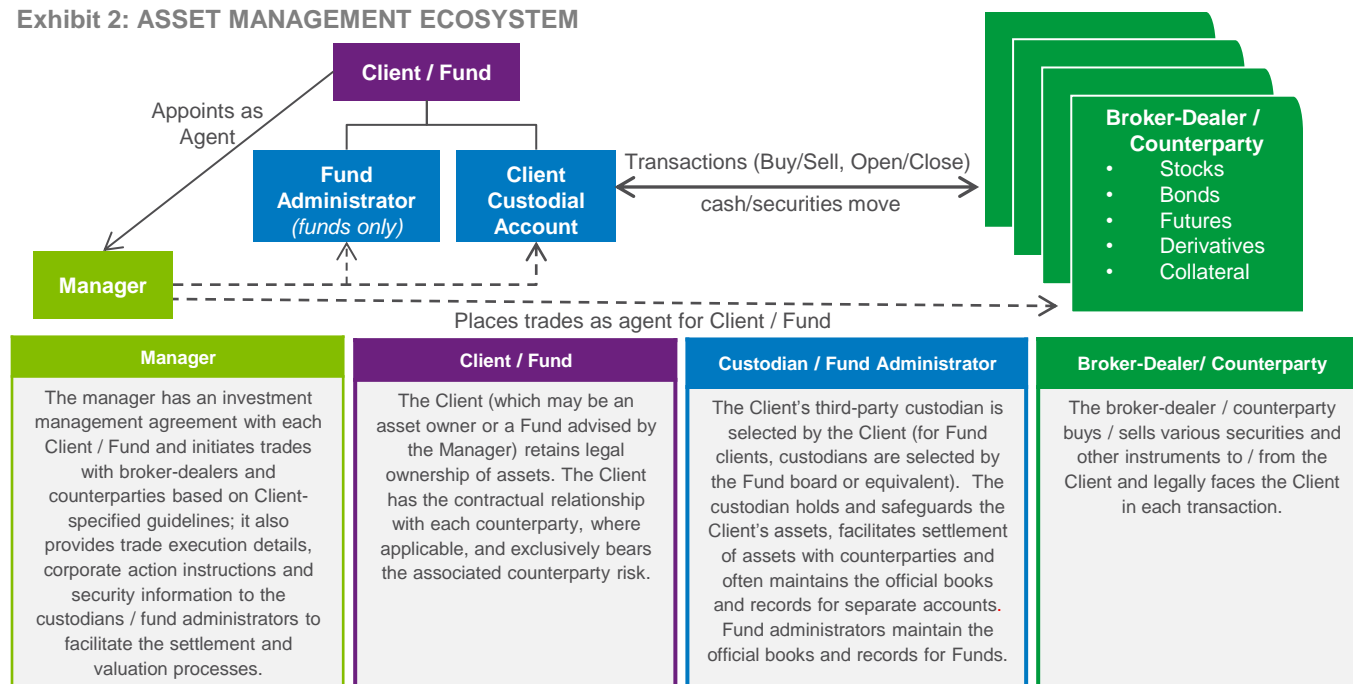 Exhibit 2: ASSET MANAGEMENT ECOSYSTEM
Client / Fund
Appoints as
Agent
Fund
Administrator
(funds only)
Client
Custodial
Account
Transactions (Buy/Sell, Open/Close)
cash/securities move
Broker-Dealer /
Counterparty
• Stocks
• Bonds
• Futures
• Derivatives
• Collateral
Manager
Places trades as agent for Client / Fund
Manager
The manager has an investment
management agreement with each
Client / Fund and initiates trades
with broker-dealers and
counterparties based on Client-
specified guidelines; it also
provides trade execution details,
corporate action instructions and
security information to the
custodians / fund administrators to
facilitate the settlement and
valuation processes.
Client / Fund
The Client (which may be an
asset owner or a Fund advised by
the Manager) retains legal
ownership of assets. The Client
has the contractual relationship
with each counterparty, where
applicable, and exclusively bears
the associated counterparty risk.
Custodian / Fund Administrator
The Client's third-party custodian is
selected by the Client (for Fund
clients, custodians are selected by
the Fund board or equivalent). The
custodian holds and safeguards the
Client's assets, facilitates settlement
of assets with counterparties and
often maintains the official books
and records for separate accounts.
Fund administrators maintain the
official books and records for Funds.
Broker-Dealer/ Counterparty
The broker-dealer / counterparty
buys / sells various securities and
other instruments to / from the
Client and legally faces the Client
in each transaction.